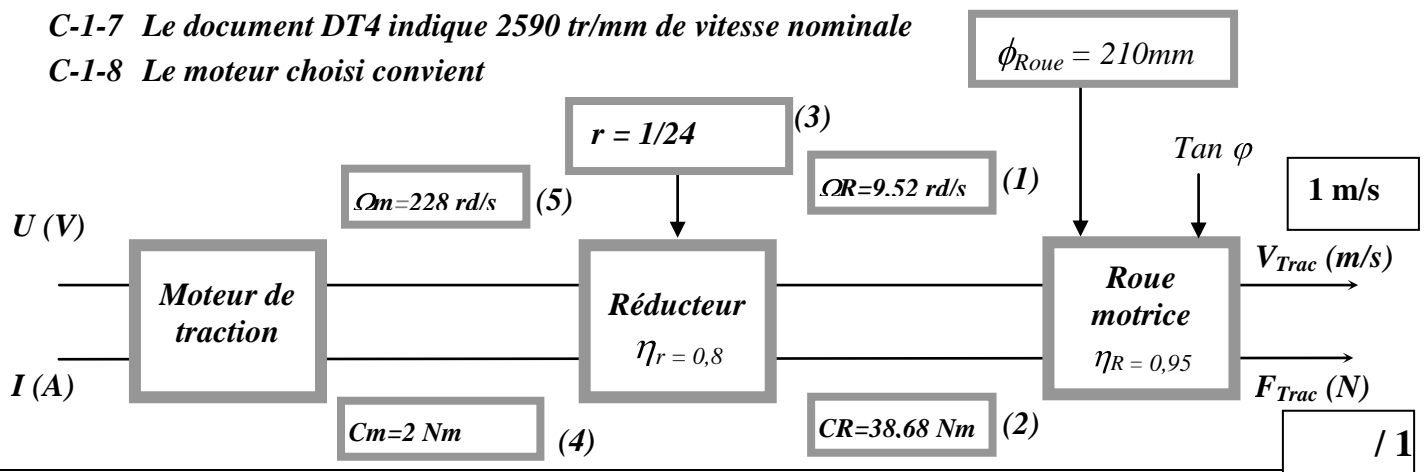 C-1-7 Le document DT4 indique 2590 tr/mm de vitesse nominale
C-1-8 Le moteur choisi convient
ϕRoue = 210mm
r = 1/24 (3)
Tan φ
Ωm=228 rd/s (5)
ΩR=9.52 rd/s (1)
1 m/s
U (V)
VTrac (m/s)
Moteur de
traction
Réducteur
ηr = 0,8
Roue
motrice
ηR = 0,95
I (A)
FTrac (N)
Cm=2 Nm (4)
CR=38,68 Nm (2)
/ 1